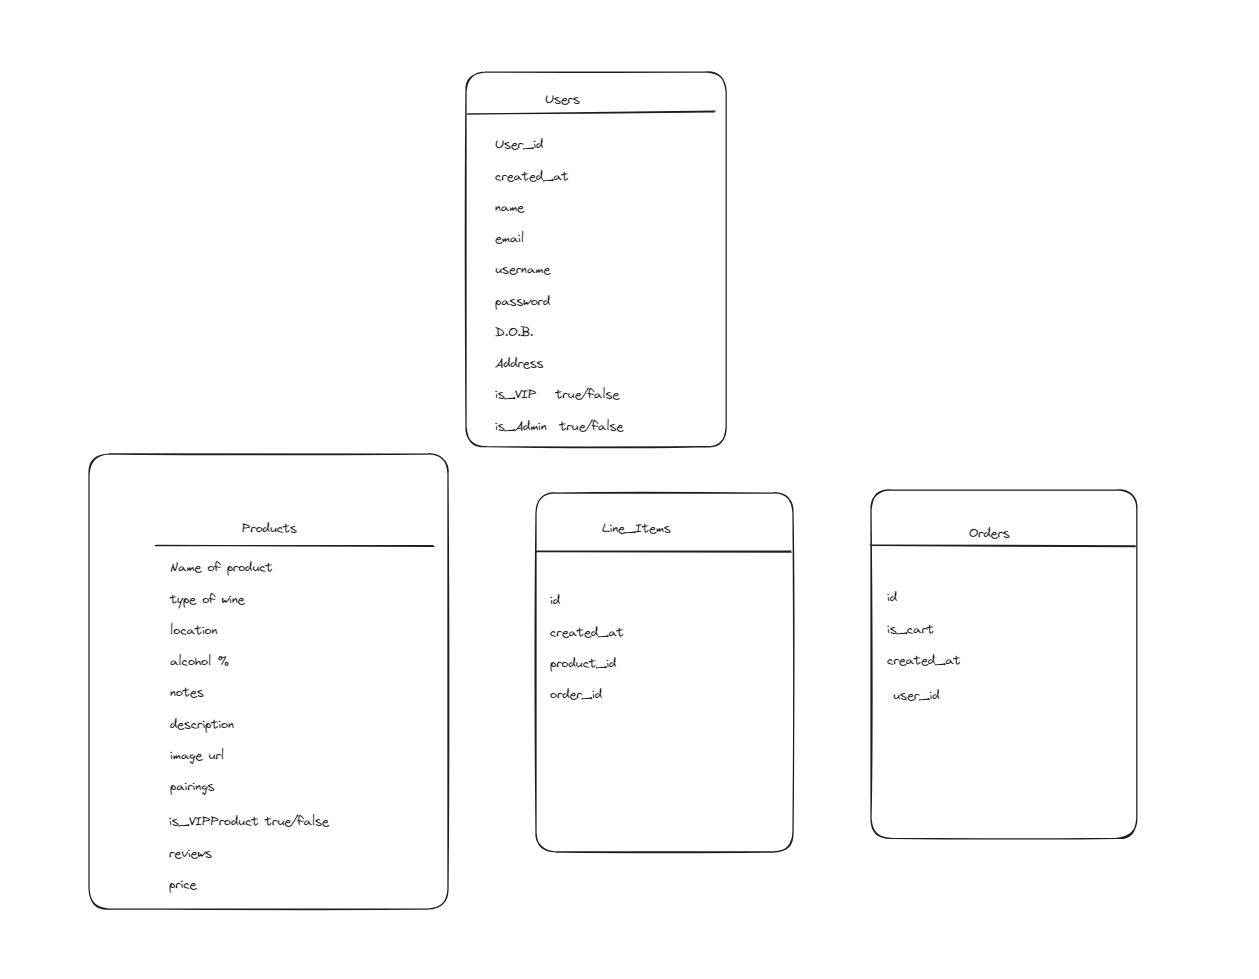 Users
User_id
created_at
name
email
username
password
D.O.B.
Address
is_VIP true/false
is_Admin true/false
Products
Name of product
type of wine
location
alcohol %
notes
description
image url
pairings
is_VIPProduct true/false
reviews
price
Line_Items
id
created_at
product_id
order_id
Orders
id
is_cart
created_at
user_id